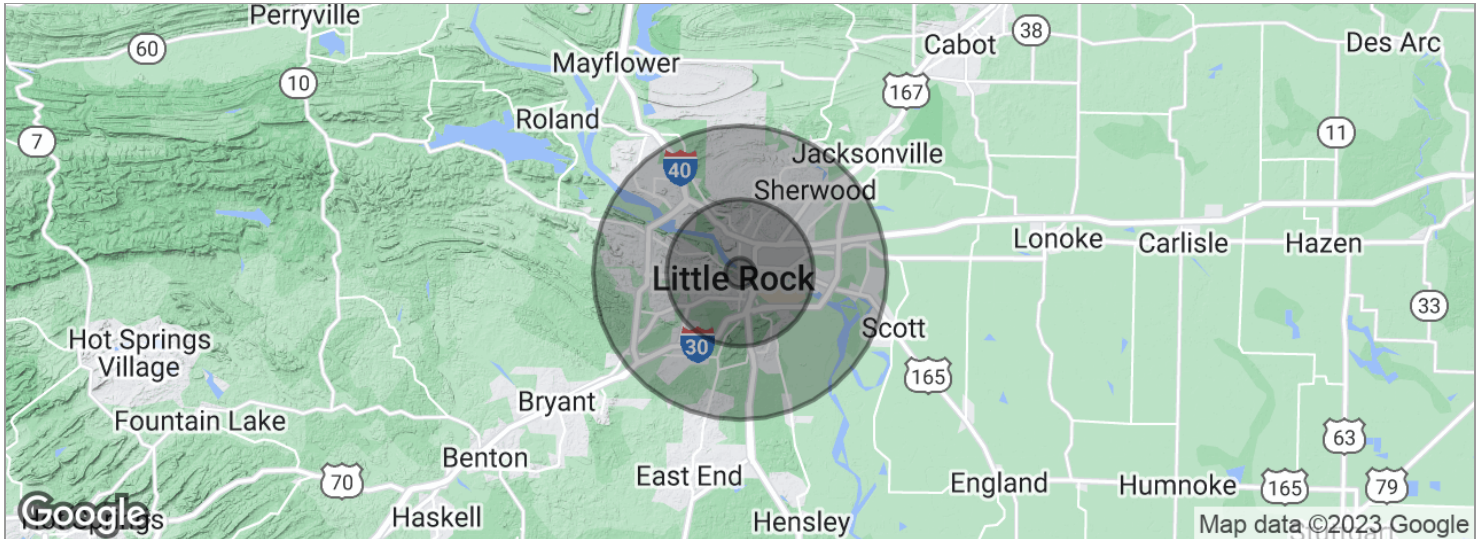 Perryville
60
38
Cabot
Des Arc
Mayflower
10
167
Roland
11
7
40
Jacksonville
Sherwood
Lonoke
Carlisle
Hazen
Little Rock
33
Scott
Hot Springs
Village
30
165
Bryant
Fountain Lake
63
Benton
70
East End
England
Humnoke
165
79
Google
Hot Springs
Haskell
Hensley
Map data ©2023 Google